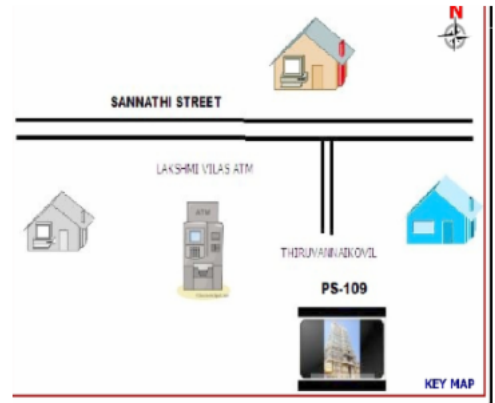 N
SANNATHI STREET
LAKSHMI VILAS ATM
ATM
THIRUVANNAIKOVIL
PS-109
KEY MAP